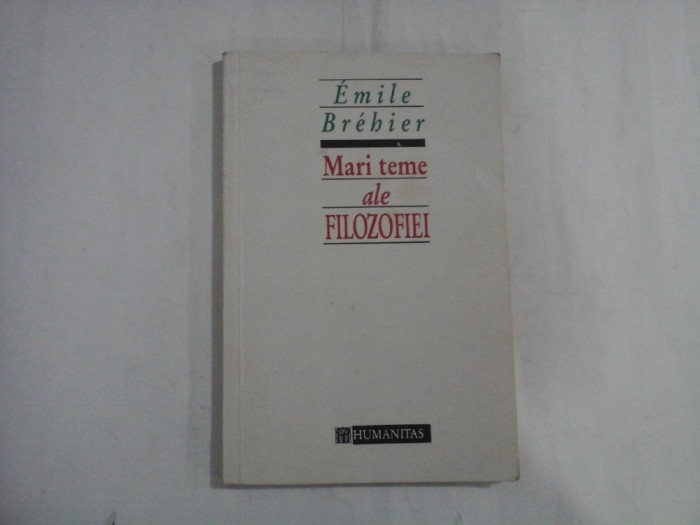 Émile
Bréhier
Mari teme
ale
FILOZOFIEI
HUMANITAS